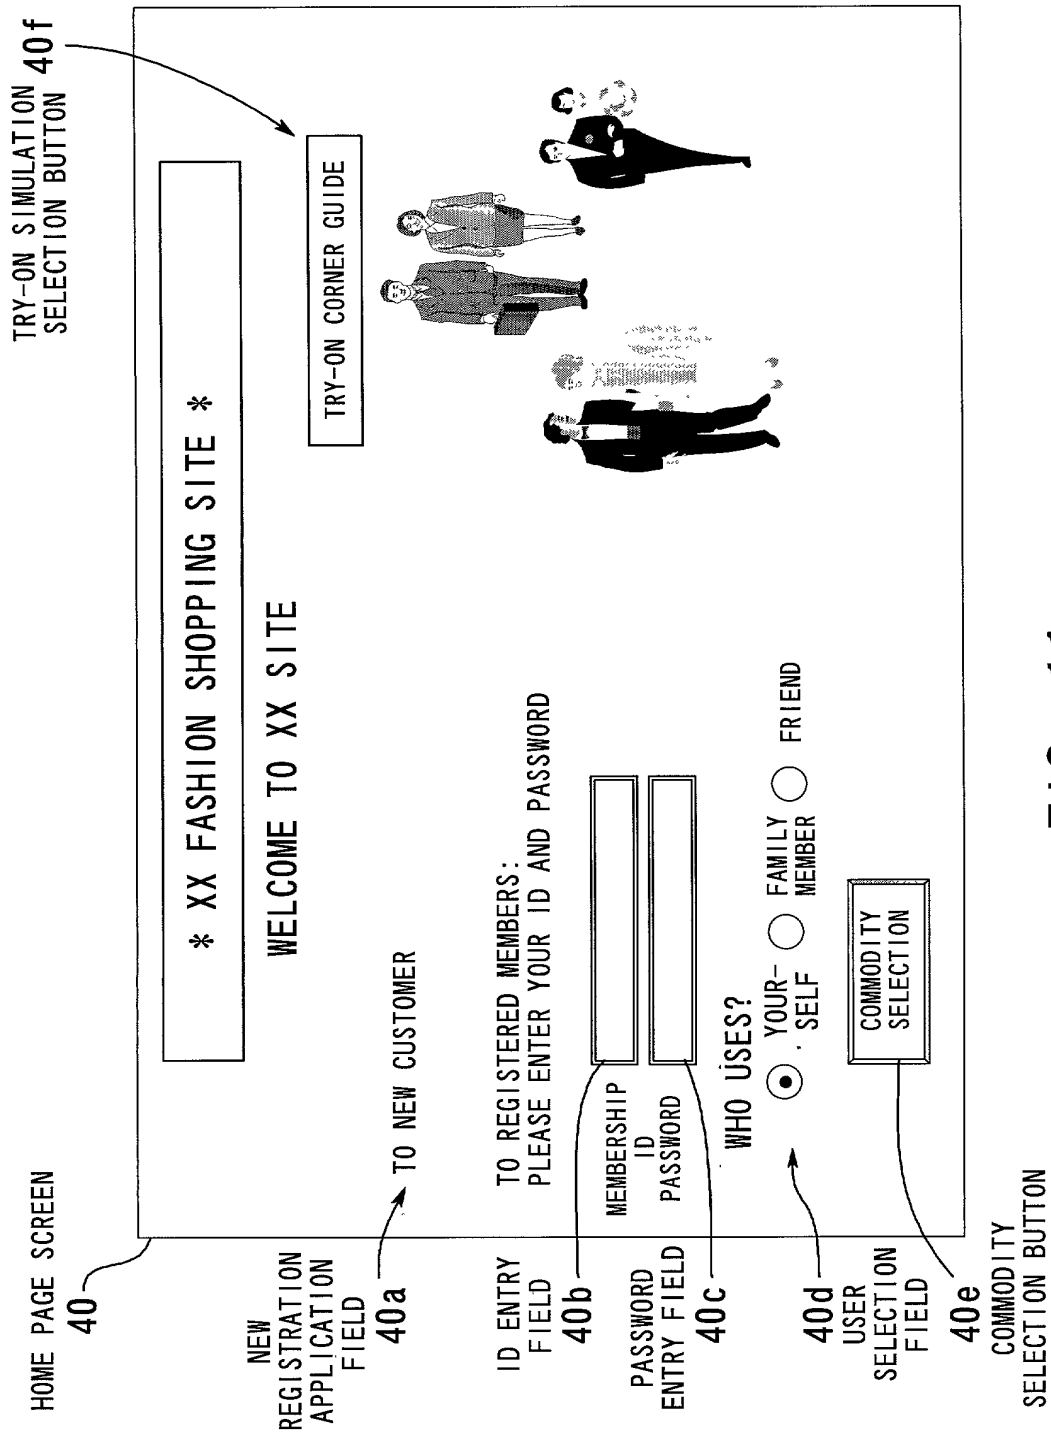 HOME PAGE SCREEN
40
TRY-ON SIMULATION
SELECTION BUTTON
40f
* XX FASHION SHOPPING SITE *
WELCOME TO XX SITE
TRY-ON CORNER GUIDE
NEW
REGISTRATION
APPLICATION
FIELD
40a
TO NEW CUSTOMER
TO REGISTERED MEMBERS:
PLEASE ENTER YOUR ID AND PASSWORD
ID ENTRY
FIELD
40b
MEMBERSHIP
ID
PASSWORD
ENTRY FIELD
40c
PASSWORD
WHO USES?
YOUR-
SELF
FAMILY
MEMBER
FRIEND
40d
USER
SELECTION
FIELD
COMMODITY
SELECTION
40e
COMMODITY
SELECTION BUTTON